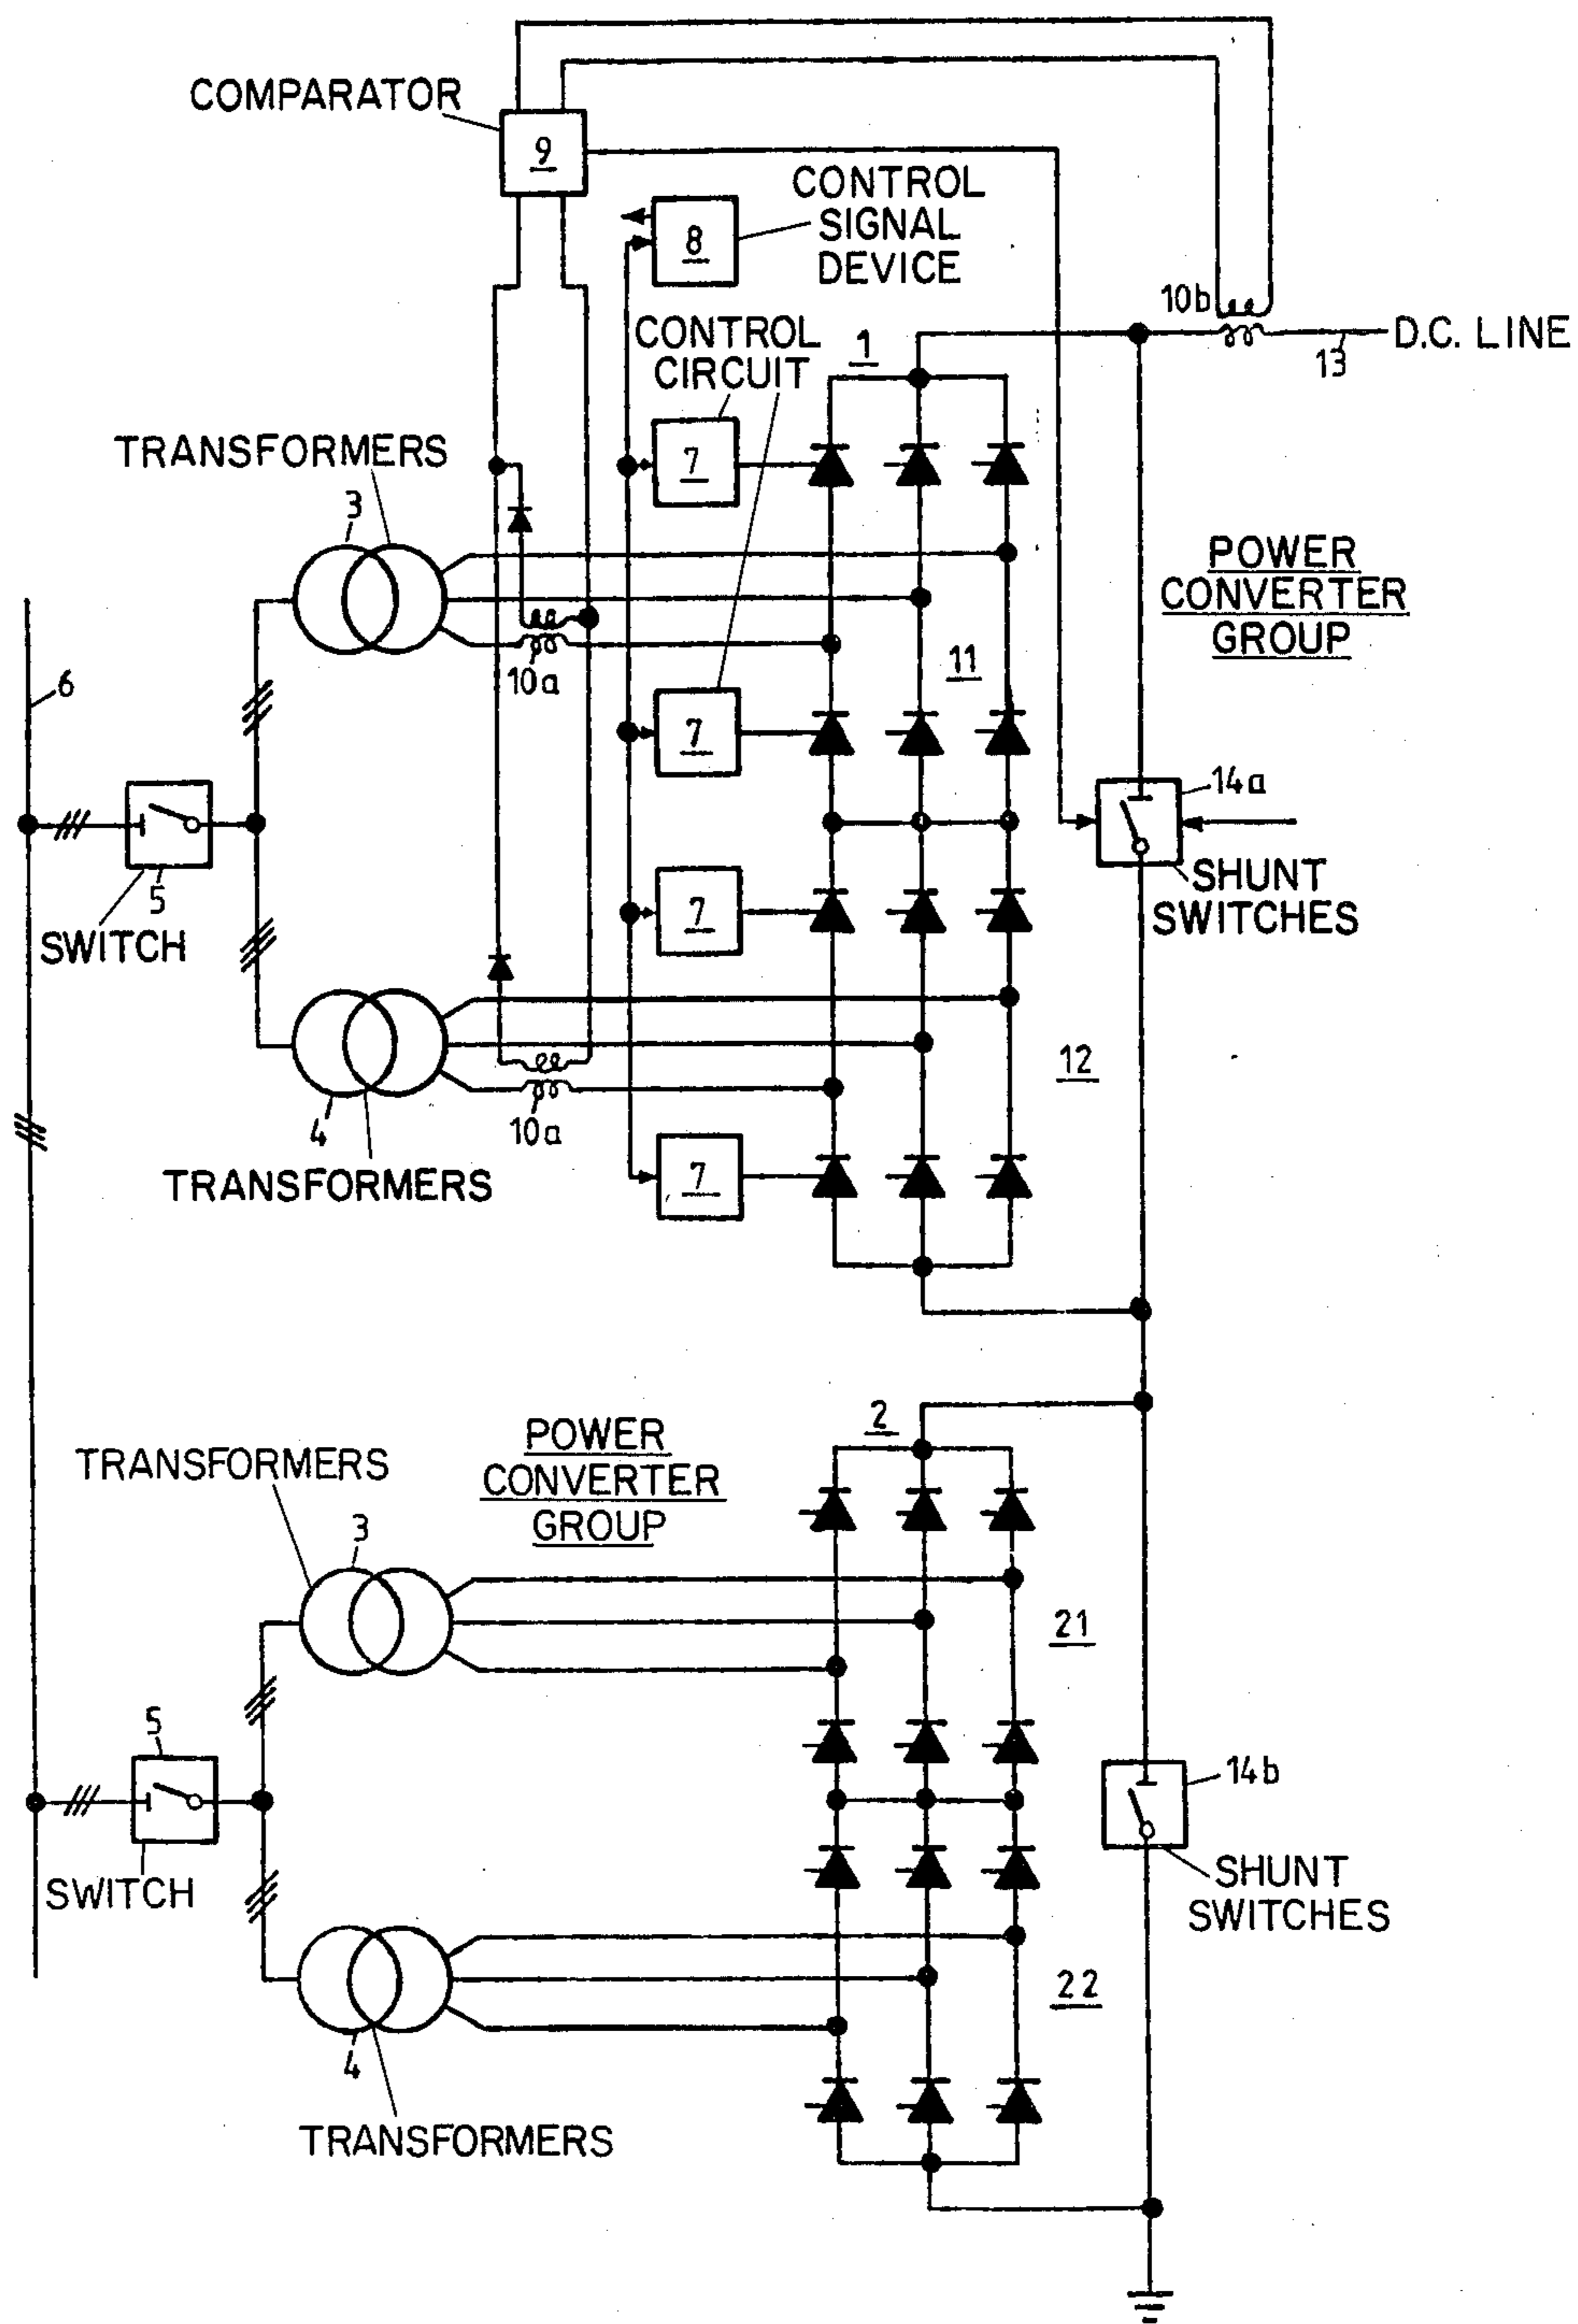 COMPARATOR
9
CONTROL
SIGNAL
DEVICE
8
10b
D.C. LINE
13
CONTROL
CIRCUIT
1
7
TRANSFORMERS
3
POWER
CONVERTER
GROUP
10a
11
6
7
14a
5
SWITCH
7
SHUNT
SWITCHES
12
4
10a
7
TRANSFORMERS
2
POWER
CONVERTER
GROUP
TRANSFORMERS
3
21
5
14b
SWITCH
SHUNT
SWITCHES
22
4
TRANSFORMERS